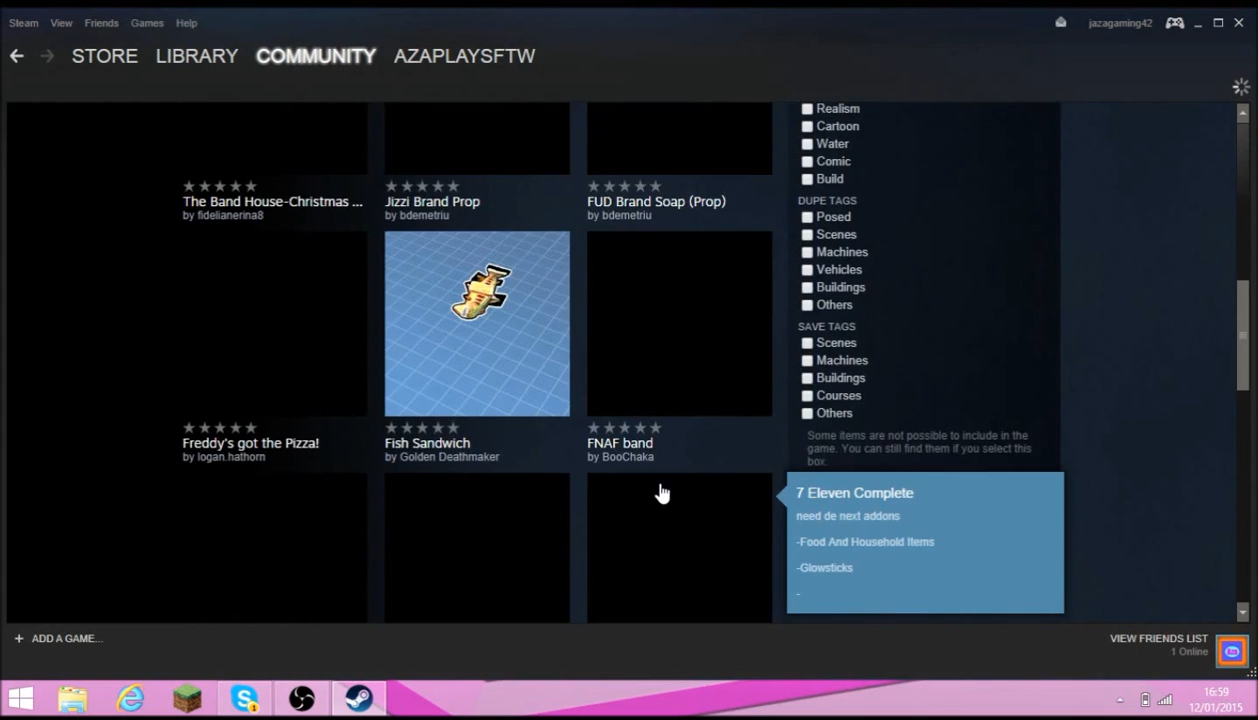 Steam View Friends Games Help
jazagaming42
STORE LIBRARY COMMUNITY AZAPLAYSFTW
The Band House-Christmas ...
by fidelianerina8
Jizzi Brand Prop
by bdemetriu
FUD Brand Soap (Prop)
by bdemetriu
Freddy's got the Pizza!
by logan.hathorn
Fish Sandwich
by Golden Deathmaker
FNAF band
by BooChaka
Realism
Cartoon
Water
Comic
Build
DUPE TAGS
Posed
Scenes
Machines
Vehicles
Buildings
Others
SAVE TAGS
Scenes
Machines
Buildings
Courses
Others
Some items are not possible to include in the
game. You can still find them if you select this
box.
7 Eleven Complete
need de next addons
-Food And Household Items
-Glowsticks
-
+ ADD A GAME...
VIEW FRIENDS LIST
1 Online
16:59
12/01/2015